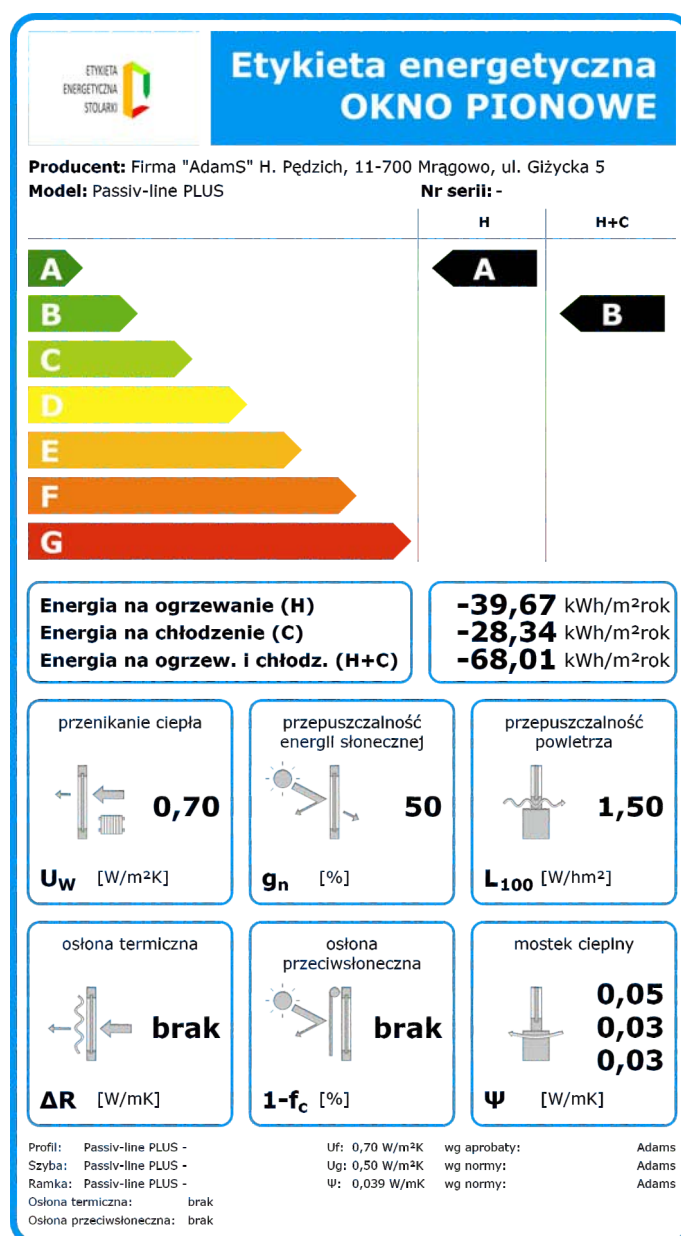 ETYKIETA
ENERGETYCZNA
STOLARKI
Etykieta energetyczna
OKNO PIONOWE
Producent: Firma "AdamS" H. Pędzich, 11-700 Mrągowo, ul. Giżycka 5
Model: Passiv-line PLUS Nr serii: -
H H+C
A A
B B
C
D
E
F
G
Energia na ogrzewanie (H) -39,67 kWh/m²rok
Energia na chłodzenie (C) -28,34 kWh/m²rok
Energia na ogrzew. i chłodz. (H+C) -68,01 kWh/m²rok
przenikanie ciepła
0,70
Uw [W/m²K]
przepuszczalność
energii słonecznej
50
gn [%]
przepuszczalność
powietrza
1,50
L100 [W/hm²]
osłona termiczna
brak
ΔR [W/mK]
osłona
przeciwsłoneczna
brak
1-fc [%]
mostek cieplny
0,05
0,03
0,03
Ψ [W/mK]
Profil: Passiv-line PLUS - Uf: 0,70 W/m²K wg aprobaty: Adams
Szyba: Passiv-line PLUS - Ug: 0,50 W/m²K wg normy: Adams
Ramka: Passiv-line PLUS - Ψ: 0,039 W/mK wg normy: Adams
Osłona termiczna: brak
Osłona przeciwsłoneczna: brak